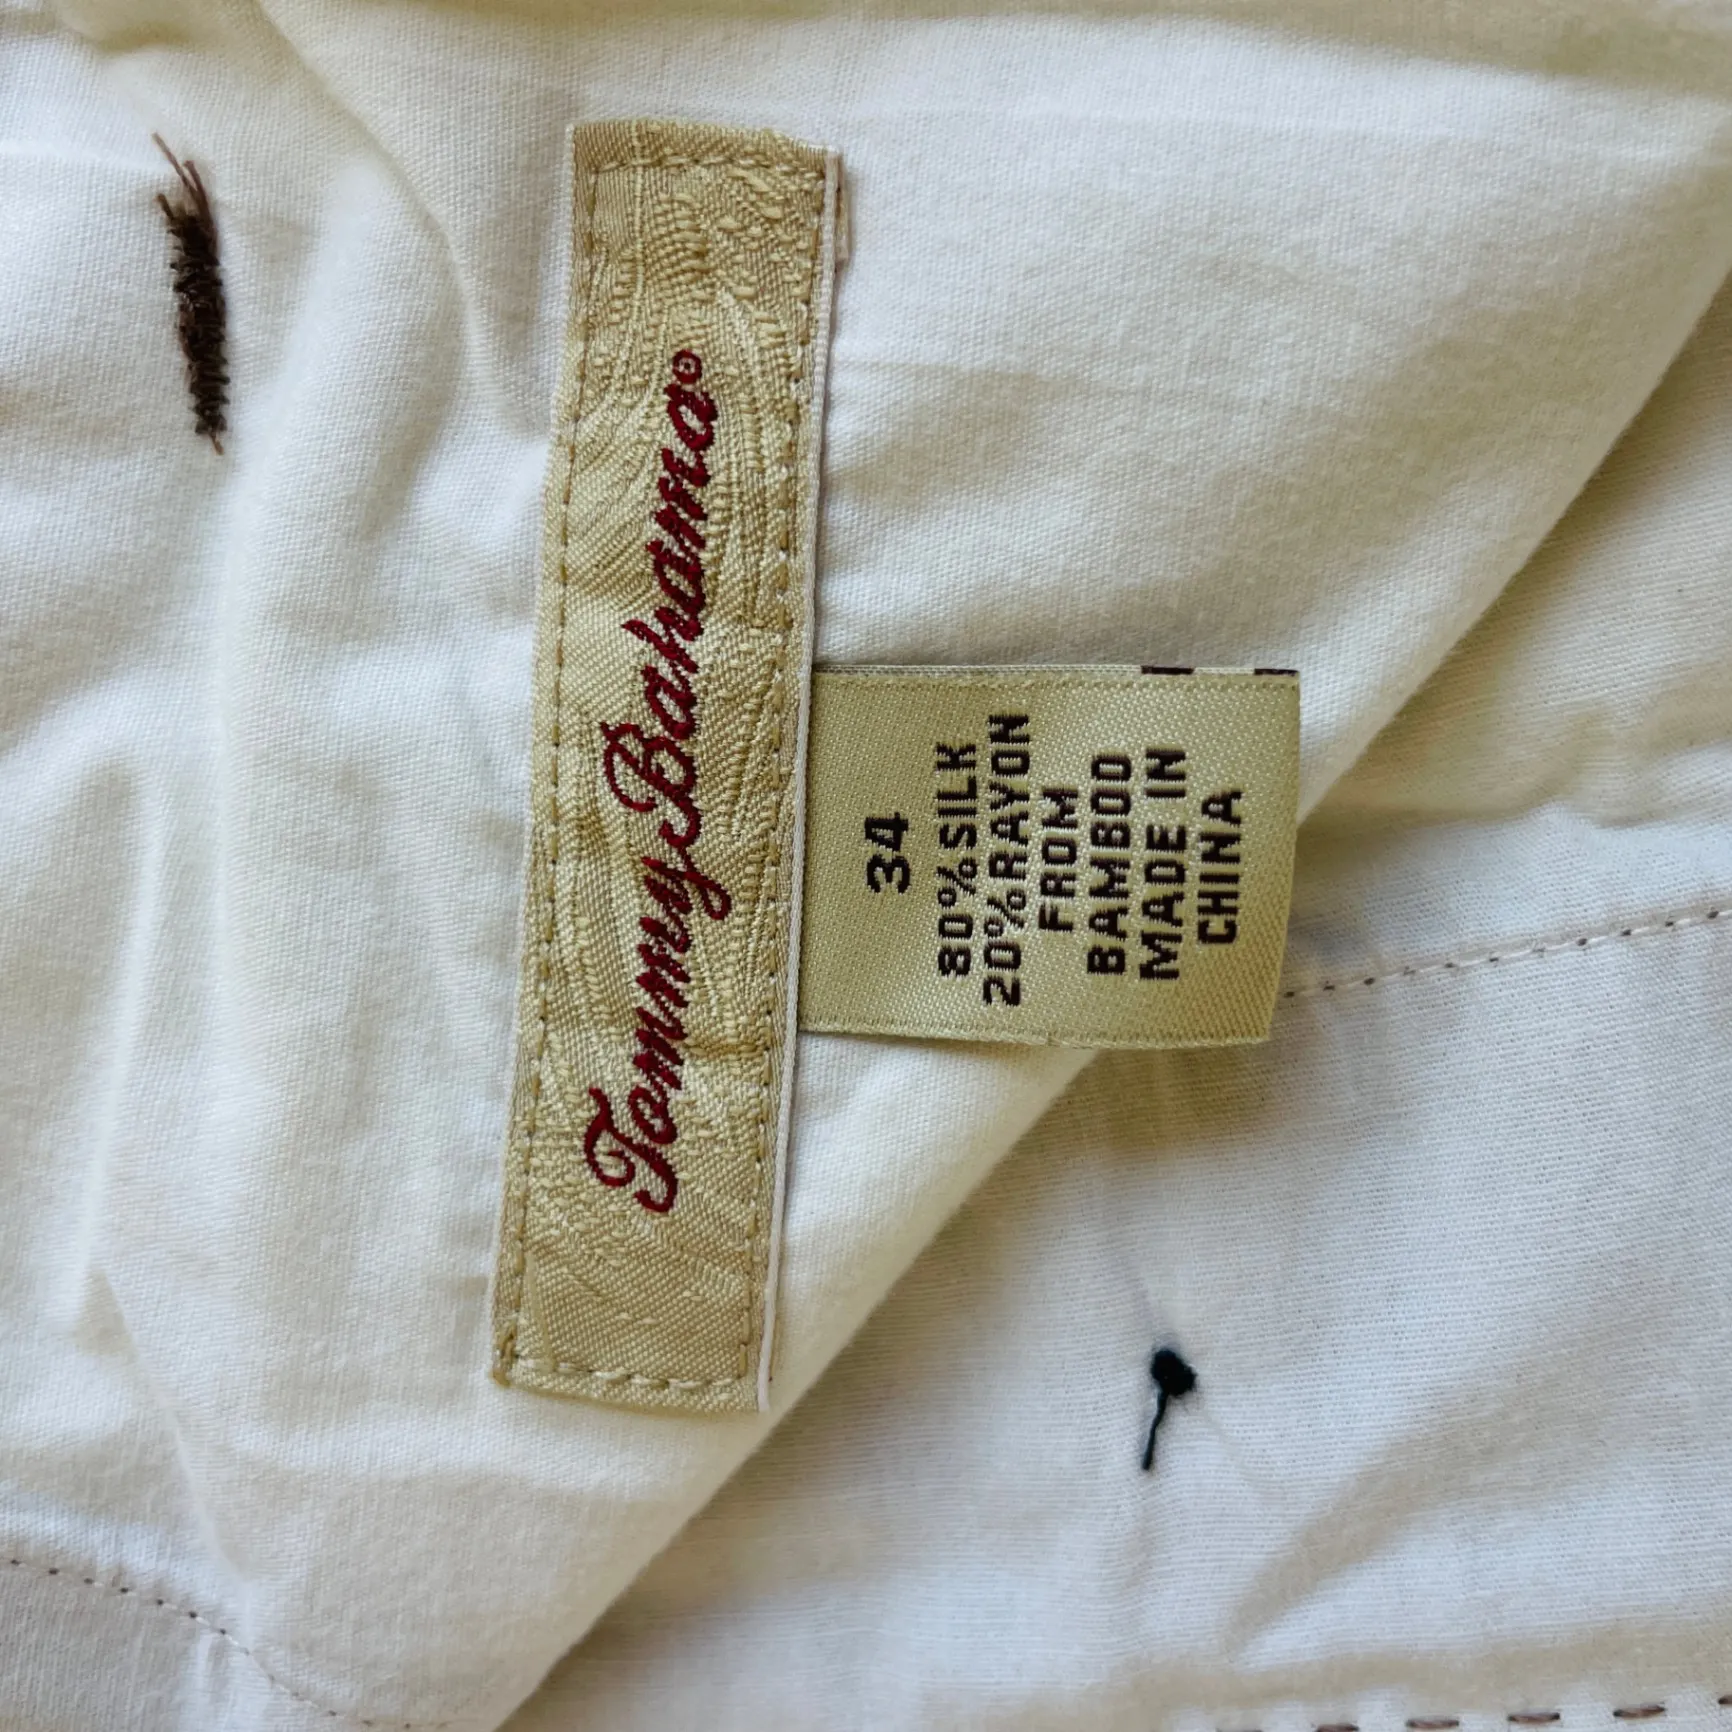 Tommy Bahama®
34
80%SILK
20%RAYON
FROM
BAMBOO
MADE IN
CHINA